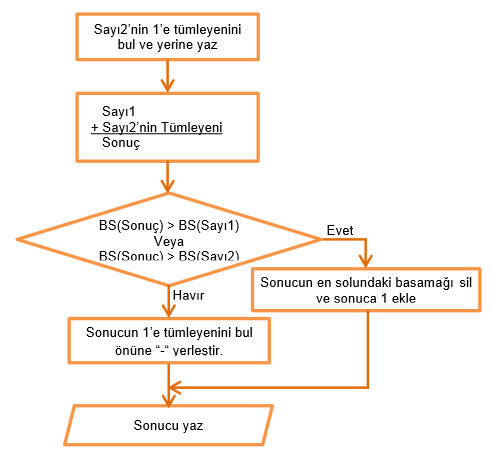 Sayı2'nin 1'e tümleyenini
bul ve yerine yaz
Sayı1
+ Sayı2'nin Tümleyeni
Sonuç
BS(Sonuç) > BS(Sayı1)
Veya
BS(Sonuç) > BS(Sayı2)
Evet
Sonucun en solundaki basamağı sil
ve sonuca 1 ekle
Hayır
Sonucun 1'e tümleyenini bul
önüne “-“ yerleştir.
Sonucu yaz